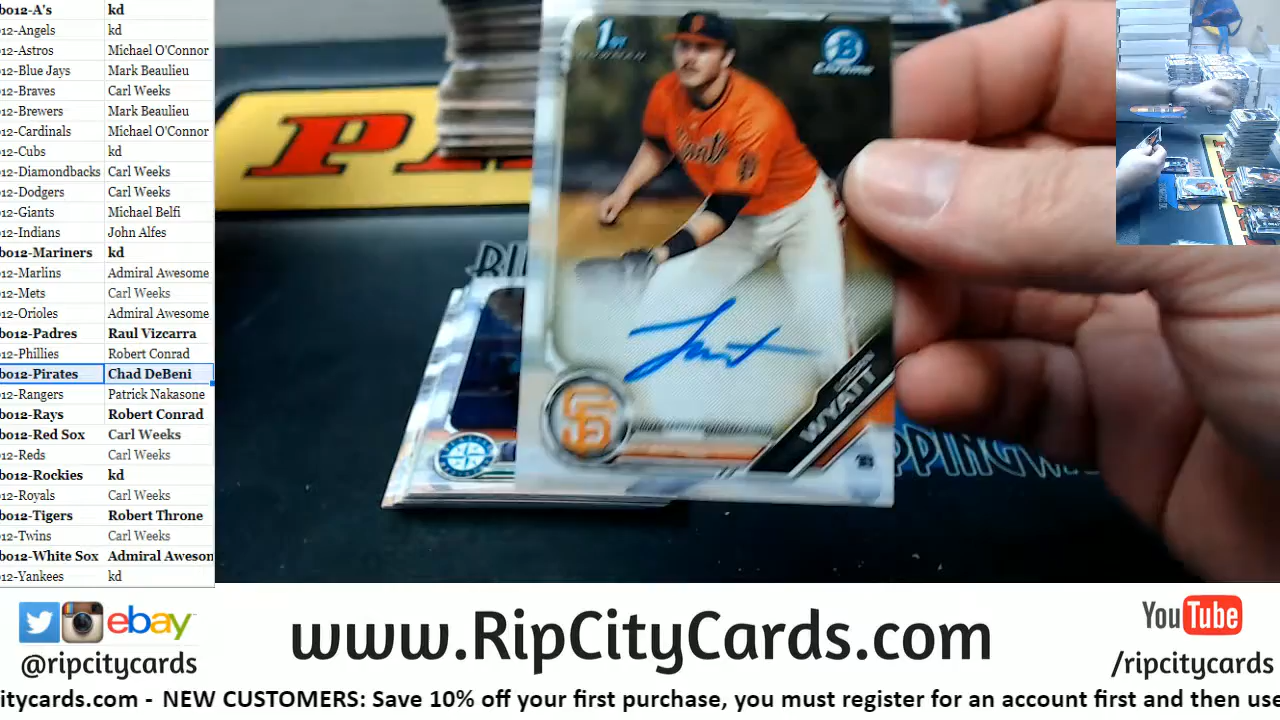 bo12-A's kd
12-Angels kd
12-Astros Michael O'Connor
12-Blue Jays Mark Beaulieu
12-Braves Carl Weeks
12-Brewers Mark Beaulieu
12-Cardinals Michael O'Connor
12-Cubs kd
12-Diamondbacks Carl Weeks
12-Dodgers Carl Weeks
12-Giants Michael Belfi
12-Indians John Alfes
bo12-Mariners kd
12-Marlins Admiral Awesome
12-Mets Carl Weeks
12-Orioles Admiral Awesome
bo12-Padres Raul Vizcarra
12-Phillies Robert Conrad
bo12-Pirates Chad DeBeni
12-Rangers Patrick Nakasone
bo12-Rays Robert Conrad
bo12-Red Sox Carl Weeks
12-Reds Carl Weeks
bo12-Rockies kd
12-Royals Carl Weeks
bo12-Tigers Robert Throne
12-Twins Carl Weeks
bo12-White Sox Admiral Aweson
12-Yankees kd
1ST
BOWMAN
B
CHROME
Giants
SF
WYATT
1B
ebay
@ripcitycards
www.RipCityCards.com
YouTube
/ripcitycards
citycards.com - NEW CUSTOMERS: Save 10% off your first purchase, you must register for an account first and then use